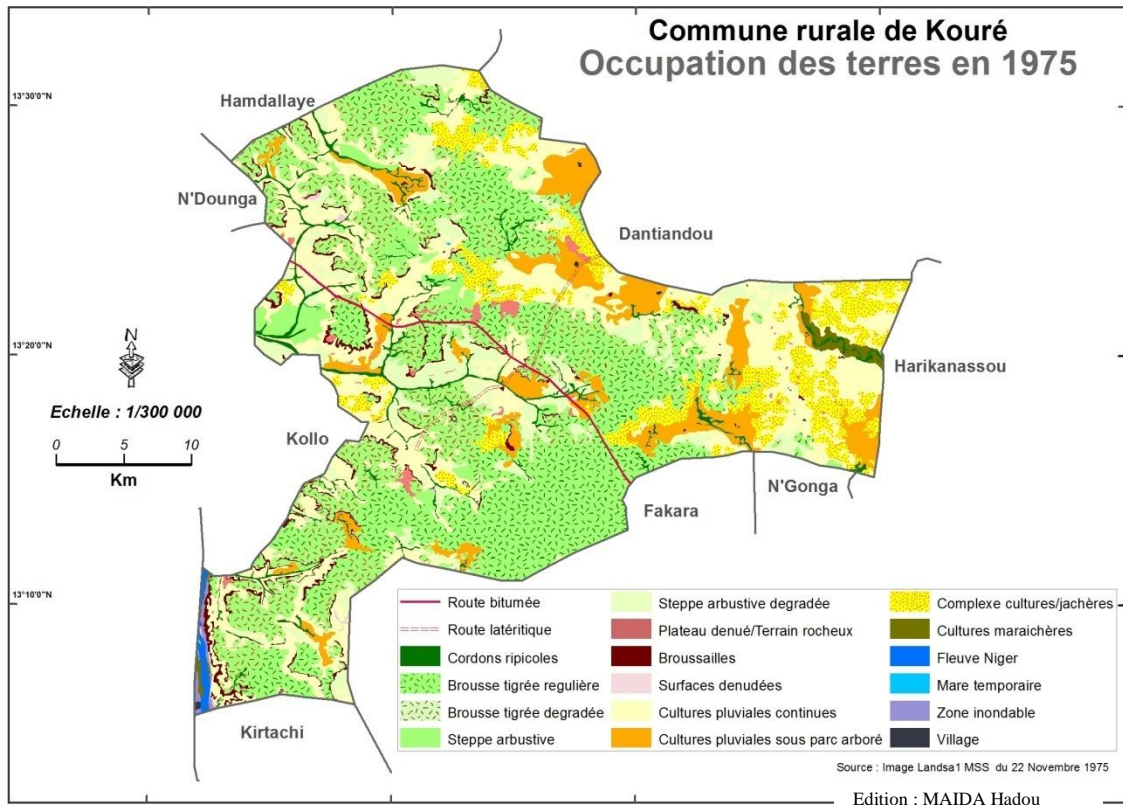 Commune rurale de Kouré
Occupation des terres en 1975
13°30'0"N
Hamdallaye
N'Dounga
Dantiandou
13°20'0"N
N
Harikanassou
Echelle : 1/300 000
0 5 10
Km
Kollo
N'Gonga
Fakara
13°10'0"N
Kirtachi
Route bitumée
Route latéritique
Cordons ripicoles
Brousse tigrée regulière
Brousse tigrée degradée
Steppe arbustive
Steppe arbustive degradée
Plateau denué/Terrain rocheux
Broussailles
Surfaces denudées
Cultures pluviales continues
Cultures pluviales sous parc arboré
Complexe cultures/jachères
Cultures maraichères
Fleuve Niger
Mare temporaire
Zone inondable
Village
Source : Image Landsa1 MSS du 22 Novembre 1975
Edition : MAIDA Hadou